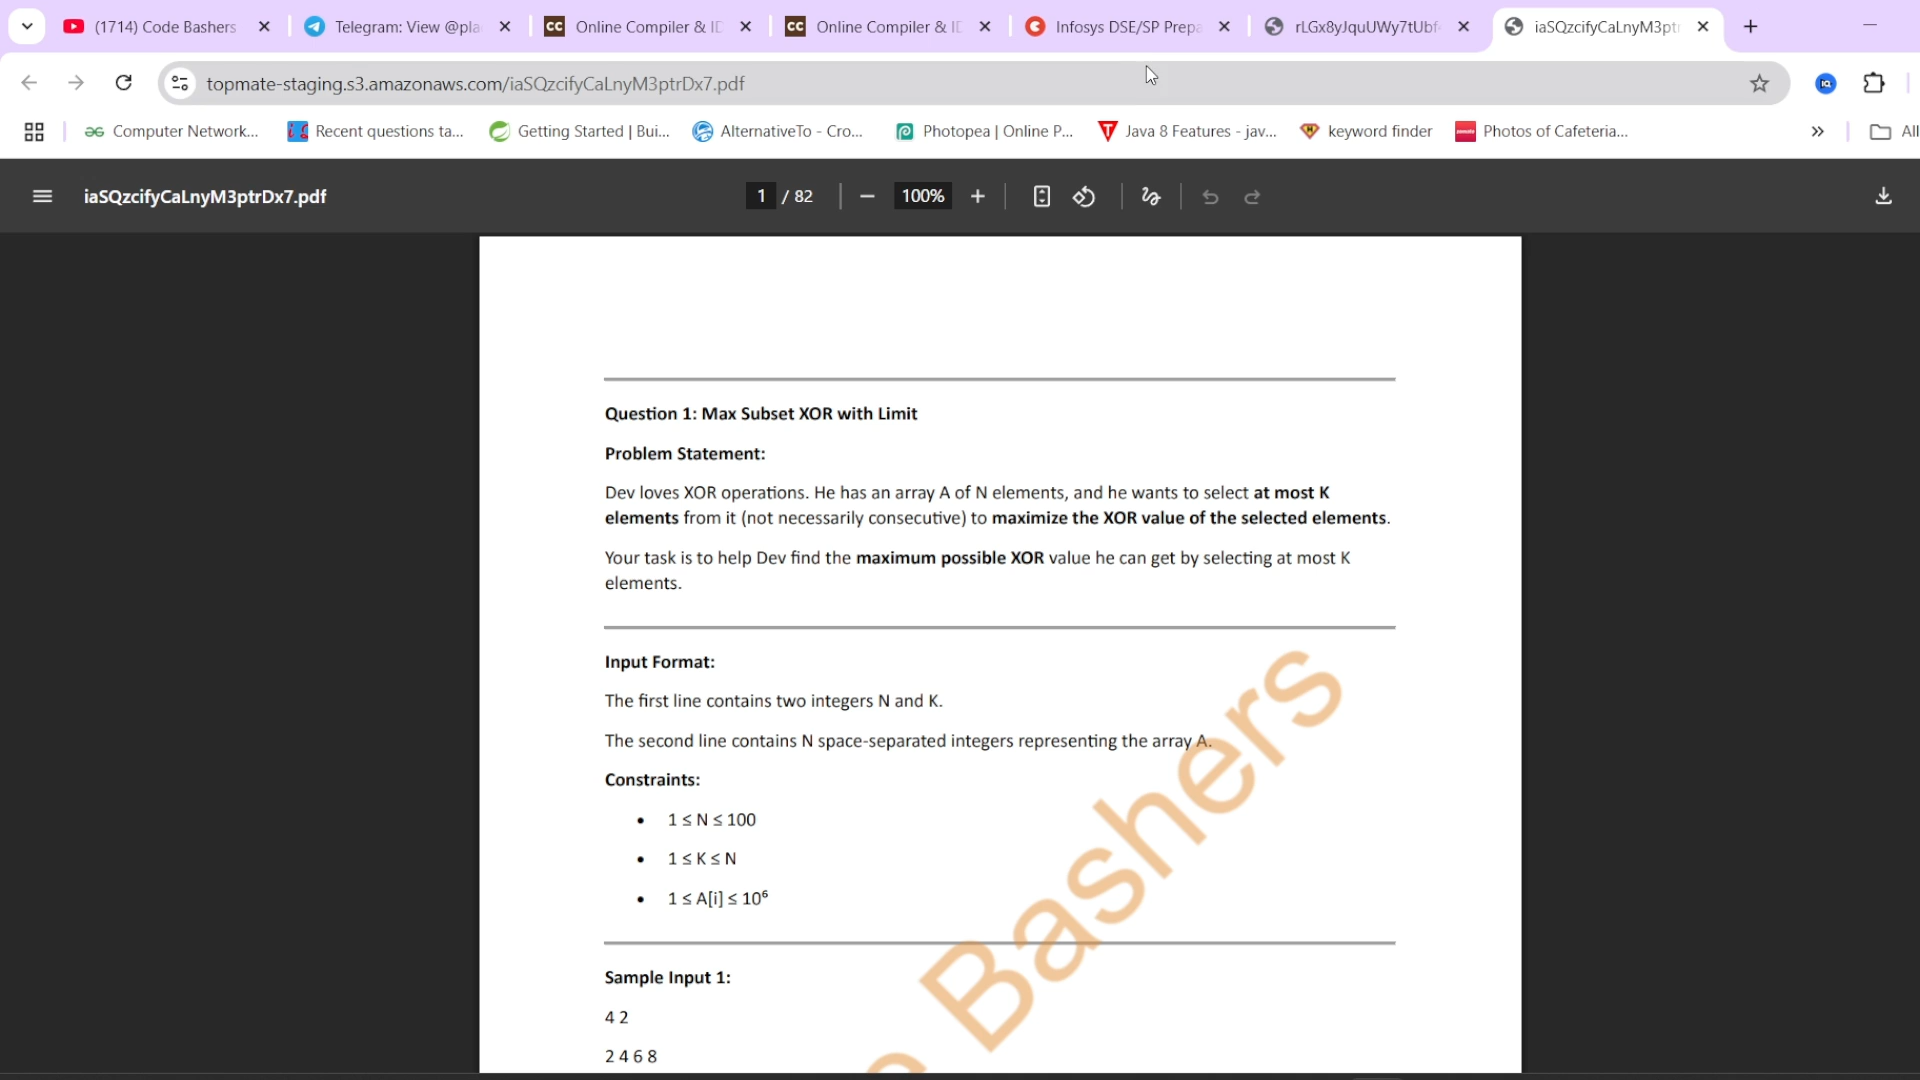 (1714) Code Bashers
Telegram: View @pla
Online Compiler & ID
Online Compiler & ID
Infosys DSE/SP Prepa
rLGx8yJquUWy7tUbf
iaSQzcifyCaLnyM3ptr
topmate-staging.s3.amazonaws.com/iaSQzcifyCaLnyM3ptrDx7.pdf
Computer Network...
Recent questions ta...
Getting Started | Bui...
AlternativeTo - Cro...
Photopea | Online P...
Java 8 Features - jav...
keyword finder
Photos of Cafeteria...
All
iaSQzcifyCaLnyM3ptrDx7.pdf
1 / 82
100%
Question 1: Max Subset XOR with Limit
Problem Statement:
Dev loves XOR operations. He has an array A of N elements, and he wants to select at most K
elements from it (not necessarily consecutive) to maximize the XOR value of the selected elements.
Your task is to help Dev find the maximum possible XOR value he can get by selecting at most K
elements.
Input Format:
The first line contains two integers N and K.
The second line contains N space-separated integers representing the array A.
Constraints:
• 1 ≤ N ≤ 100
• 1 ≤ K ≤ N
• 1 ≤ A[i] ≤ 10⁶
Sample Input 1:
4 2
2 4 6 8
Bashers